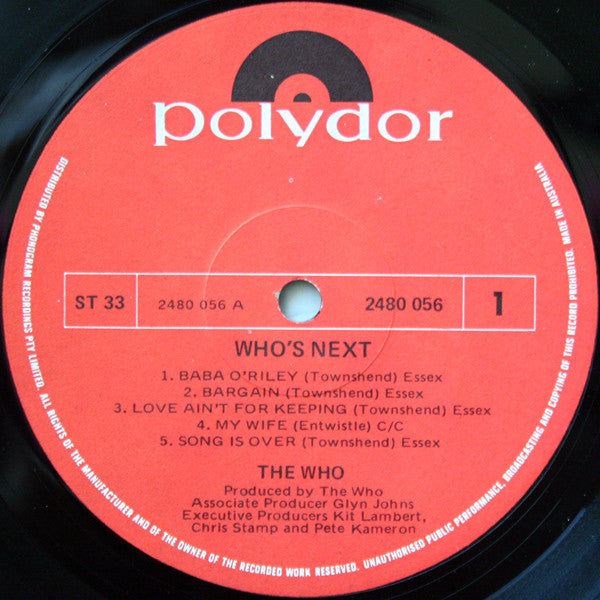 polydor
ST 33
2480 056 A
2480 056
1
WHO'S NEXT
1. BABA O'RILEY (Townshend) Essex
2. BARGAIN (Townshend) Essex
3. LOVE AIN'T FOR KEEPING (Townshend) Essex
4. MY WIFE (Entwistle) C/C
5. SONG IS OVER (Townshend) Essex
THE WHO
Produced by The Who
Associate Producer Glyn Johns
Executive Producers Kit Lambert,
Chris Stamp and Pete Kameron
DISTRIBUTED BY PHONOGRAM RECORDINGS PTY LIMITED. ALL RIGHTS OF THE MANUFACTURER AND OF THE OWNER OF THE RECORDED WORK RESERVED. UNAUTHORISED PUBLIC PERFORMANCE, BROADCASTING AND COPYING OF THIS RECORD PROHIBITED. MADE IN AUSTRALIA